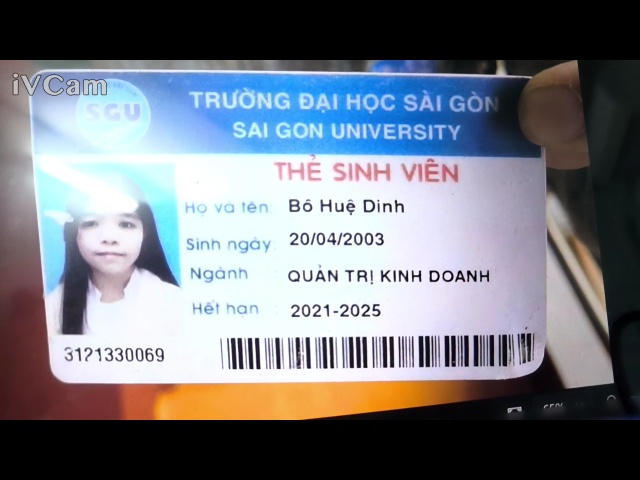 iVCam
SGU
TRƯỜNG ĐẠI HỌC SÀI GÒN
SAI GON UNIVERSITY
THẺ SINH VIÊN
Họ và tên: Bô Huệ Dinh
Sinh ngày: 20/04/2003
Ngành : QUẢN TRỊ KINH DOANH
Hết hạn : 2021-2025
3121330069